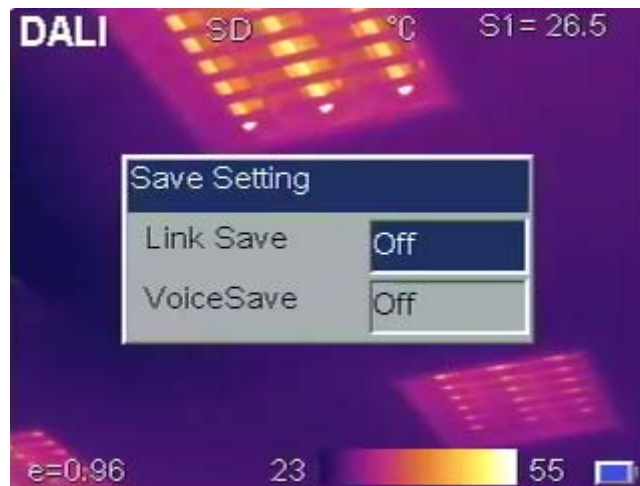 DALI SD °C S1= 26.5
Save Setting
Link Save Off
VoiceSave Off
e=0.96 23 55